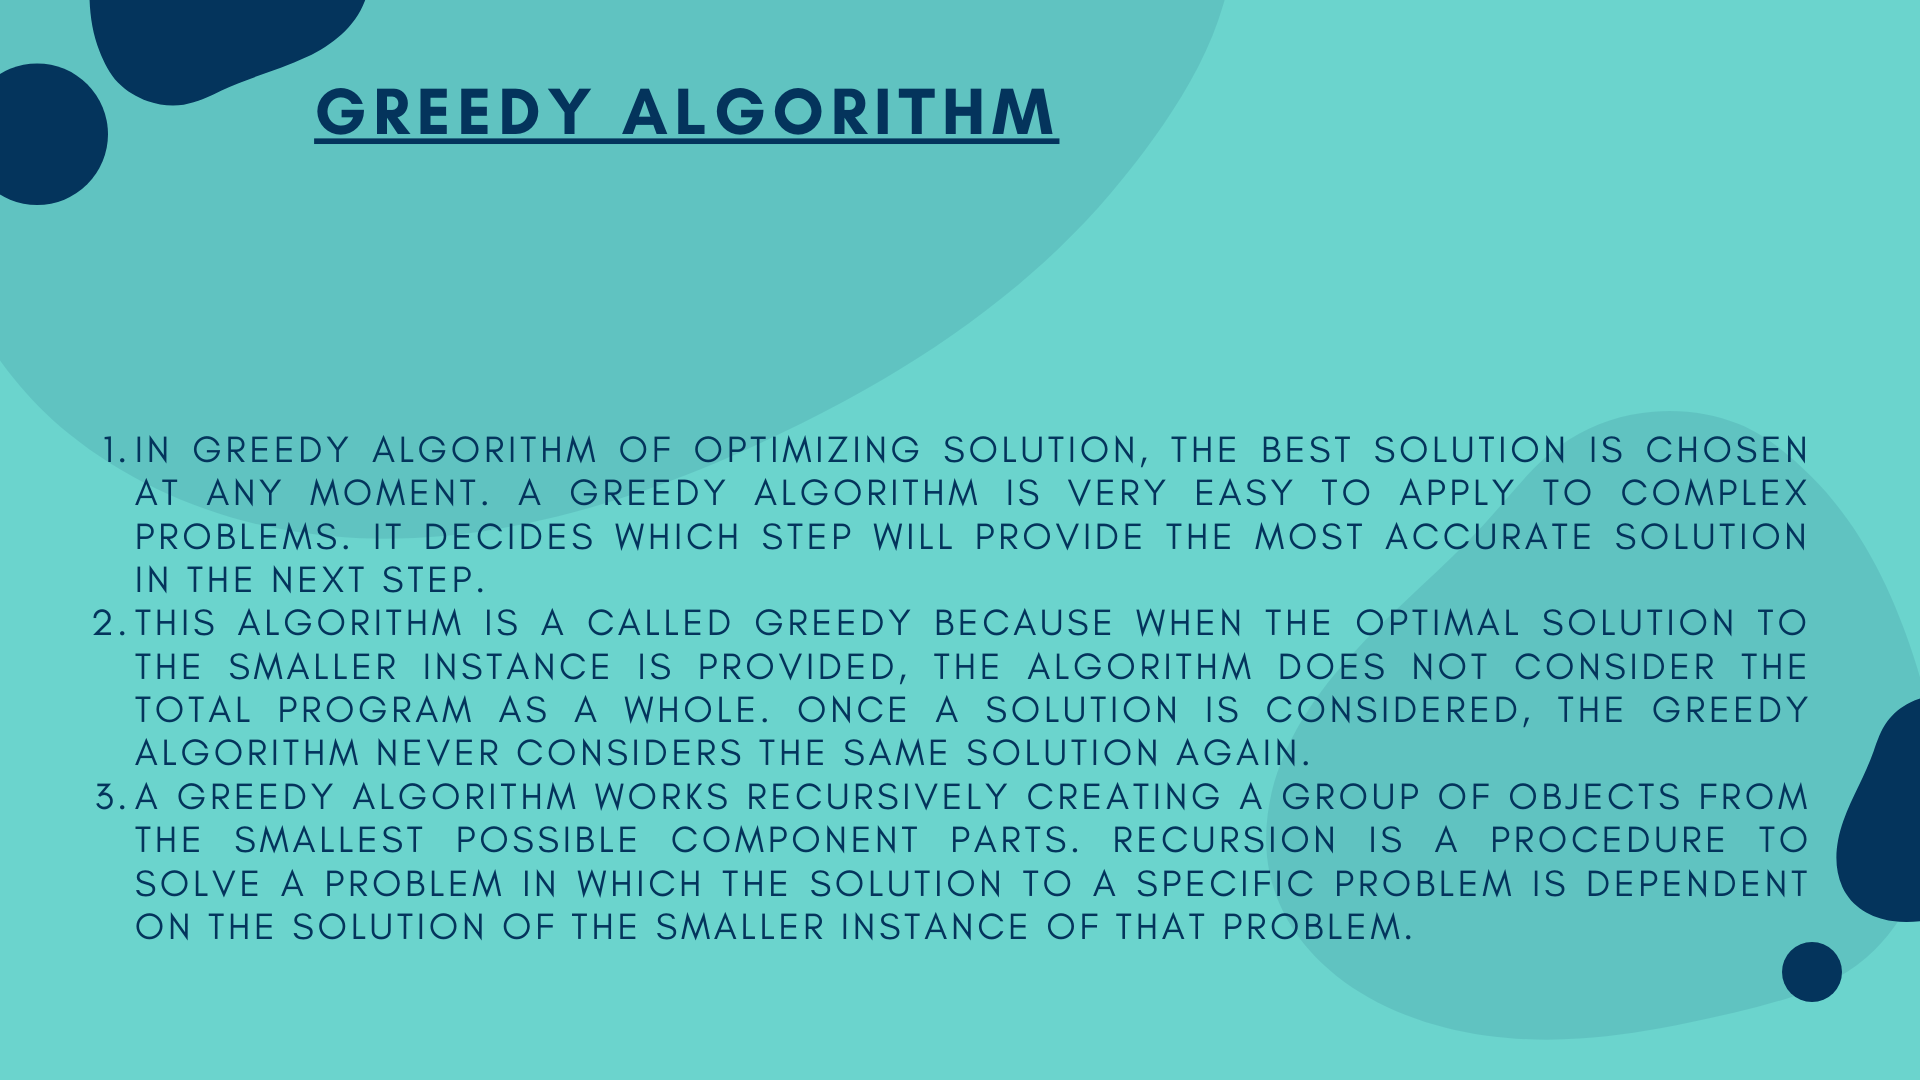 GREEDY ALGORITHM
1. IN GREEDY ALGORITHM OF OPTIMIZING SOLUTION, THE BEST SOLUTION IS CHOSEN
AT ANY MOMENT. A GREEDY ALGORITHM IS VERY EASY TO APPLY TO COMPLEX
PROBLEMS. IT DECIDES WHICH STEP WILL PROVIDE THE MOST ACCURATE SOLUTION
IN THE NEXT STEP.
2. THIS ALGORITHM IS A CALLED GREEDY BECAUSE WHEN THE OPTIMAL SOLUTION TO
THE SMALLER INSTANCE IS PROVIDED, THE ALGORITHM DOES NOT CONSIDER THE
TOTAL PROGRAM AS A WHOLE. ONCE A SOLUTION IS CONSIDERED, THE GREEDY
ALGORITHM NEVER CONSIDERS THE SAME SOLUTION AGAIN.
3. A GREEDY ALGORITHM WORKS RECURSIVELY CREATING A GROUP OF OBJECTS FROM
THE SMALLEST POSSIBLE COMPONENT PARTS. RECURSION IS A PROCEDURE TO
SOLVE A PROBLEM IN WHICH THE SOLUTION TO A SPECIFIC PROBLEM IS DEPENDENT
ON THE SOLUTION OF THE SMALLER INSTANCE OF THAT PROBLEM.